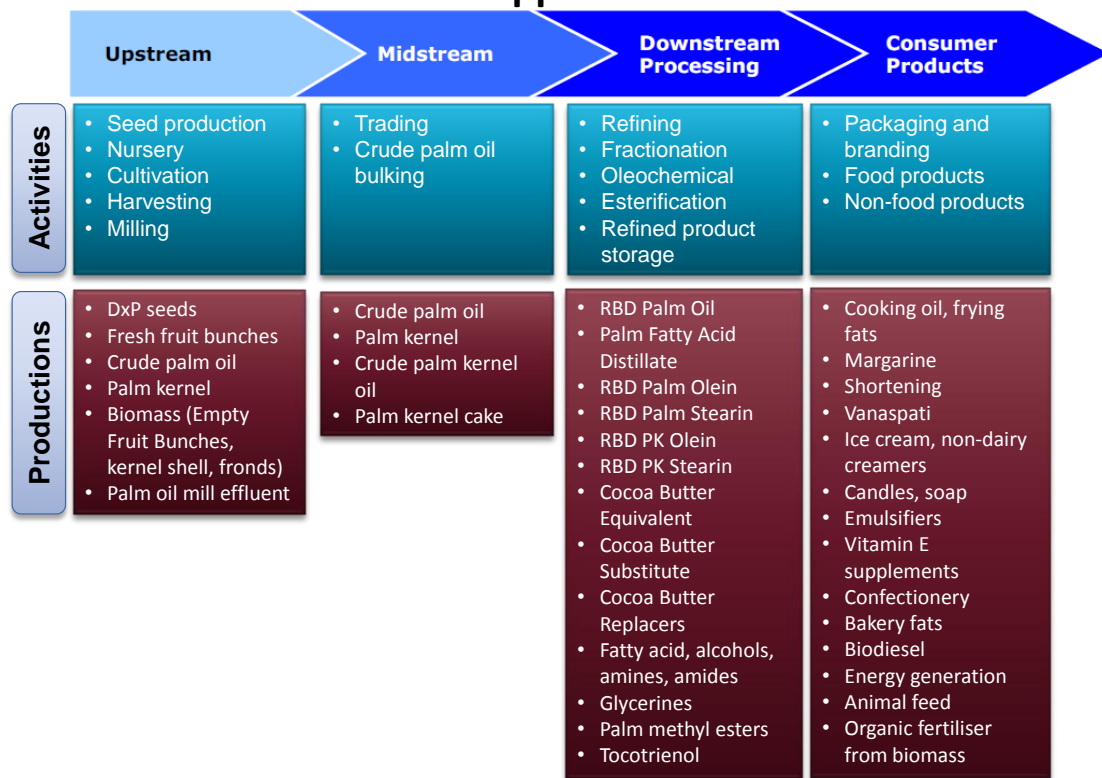 Upstream
Midstream
Downstream
Processing
Consumer
Products
Activities
• Seed production
• Nursery
• Cultivation
• Harvesting
• Milling
• Trading
• Crude palm oil
bulking
• Refining
• Fractionation
• Oleochemical
• Esterification
• Refined product
storage
• Packaging and
branding
• Food products
• Non-food products
Productions
• DxP seeds
• Fresh fruit bunches
• Crude palm oil
• Palm kernel
• Biomass (Empty
Fruit Bunches,
kernel shell, fronds)
• Palm oil mill effluent
• Crude palm oil
• Palm kernel
• Crude palm kernel
oil
• Palm kernel cake
• RBD Palm Oil
• Palm Fatty Acid
Distillate
• RBD Palm Olein
• RBD Palm Stearin
• RBD PK Olein
• RBD PK Stearin
• Cocoa Butter
Equivalent
• Cocoa Butter
Substitute
• Cocoa Butter
Replacers
• Fatty acid, alcohols,
amines, amides
• Glycerines
• Palm methyl esters
• Tocotrienol
• Cooking oil, frying
fats
• Margarine
• Shortening
• Vanaspati
• Ice cream, non-dairy
creamers
• Candles, soap
• Emulsifiers
• Vitamin E
supplements
• Confectionery
• Bakery fats
• Biodiesel
• Energy generation
• Animal feed
• Organic fertiliser
from biomass